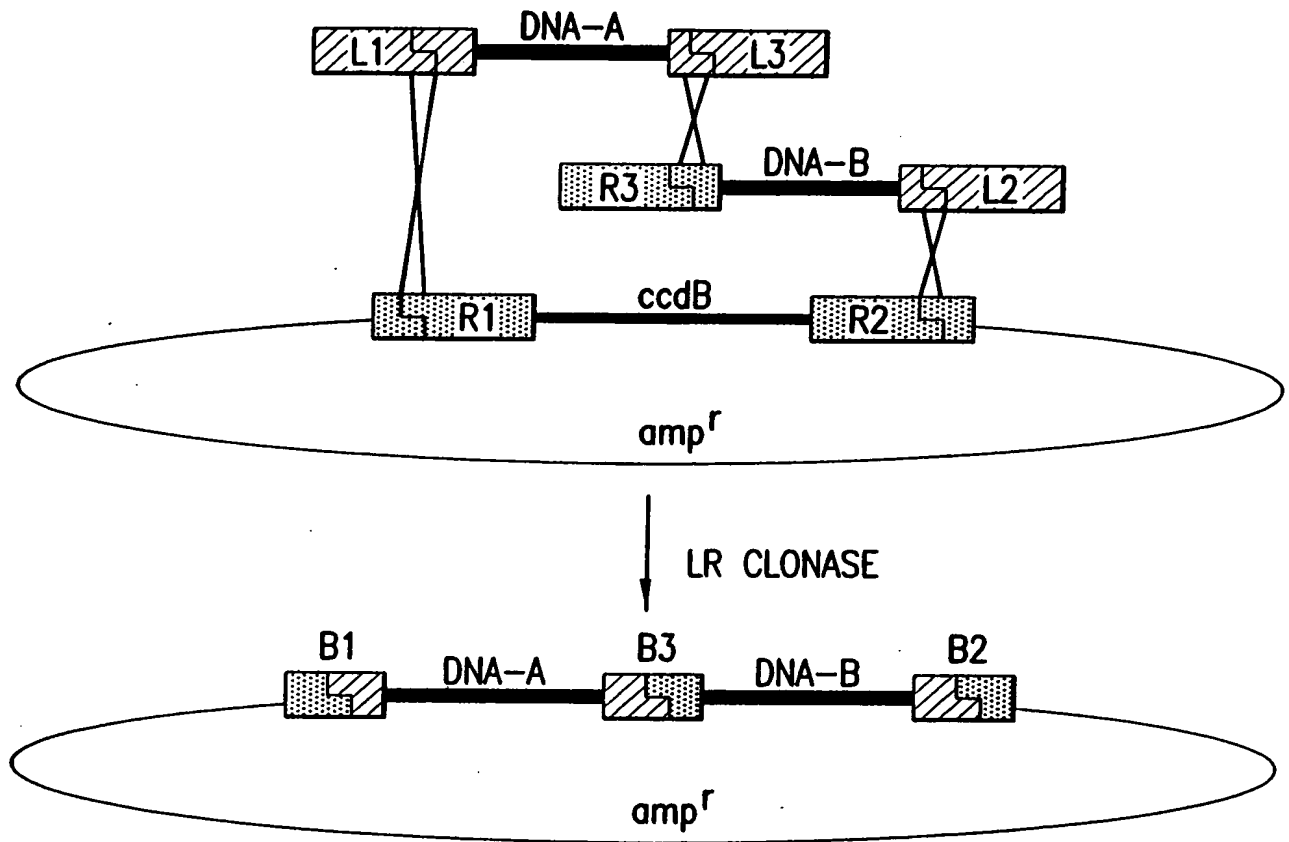 DNA-A
L1
L3
DNA-B
R3
L2
ccdB
R1
R2
amp^r
LR CLONASE
B1
B3
B2
DNA-A
DNA-B
amp^r